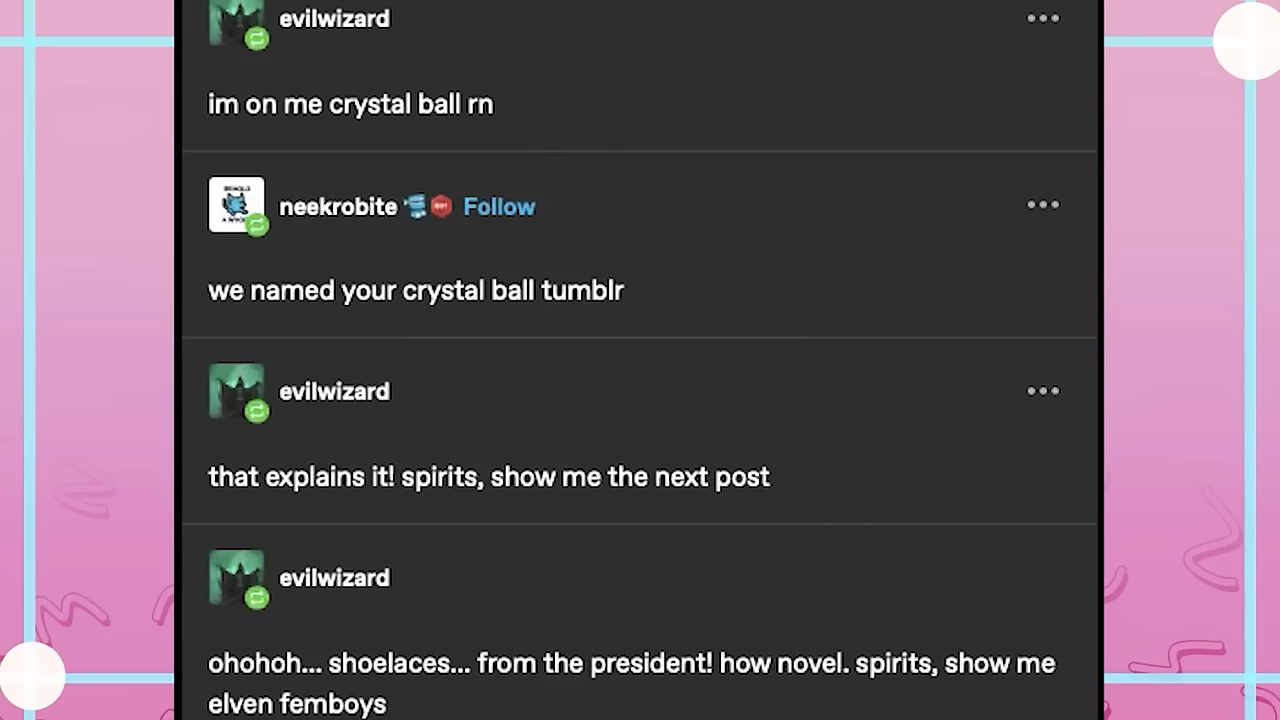 evilwizard
im on me crystal ball rn
neekrobite Follow
we named your crystal ball tumblr
evilwizard
that explains it! spirits, show me the next post
evilwizard
ohohoh... shoelaces... from the president! how novel. spirits, show me
elven femboys